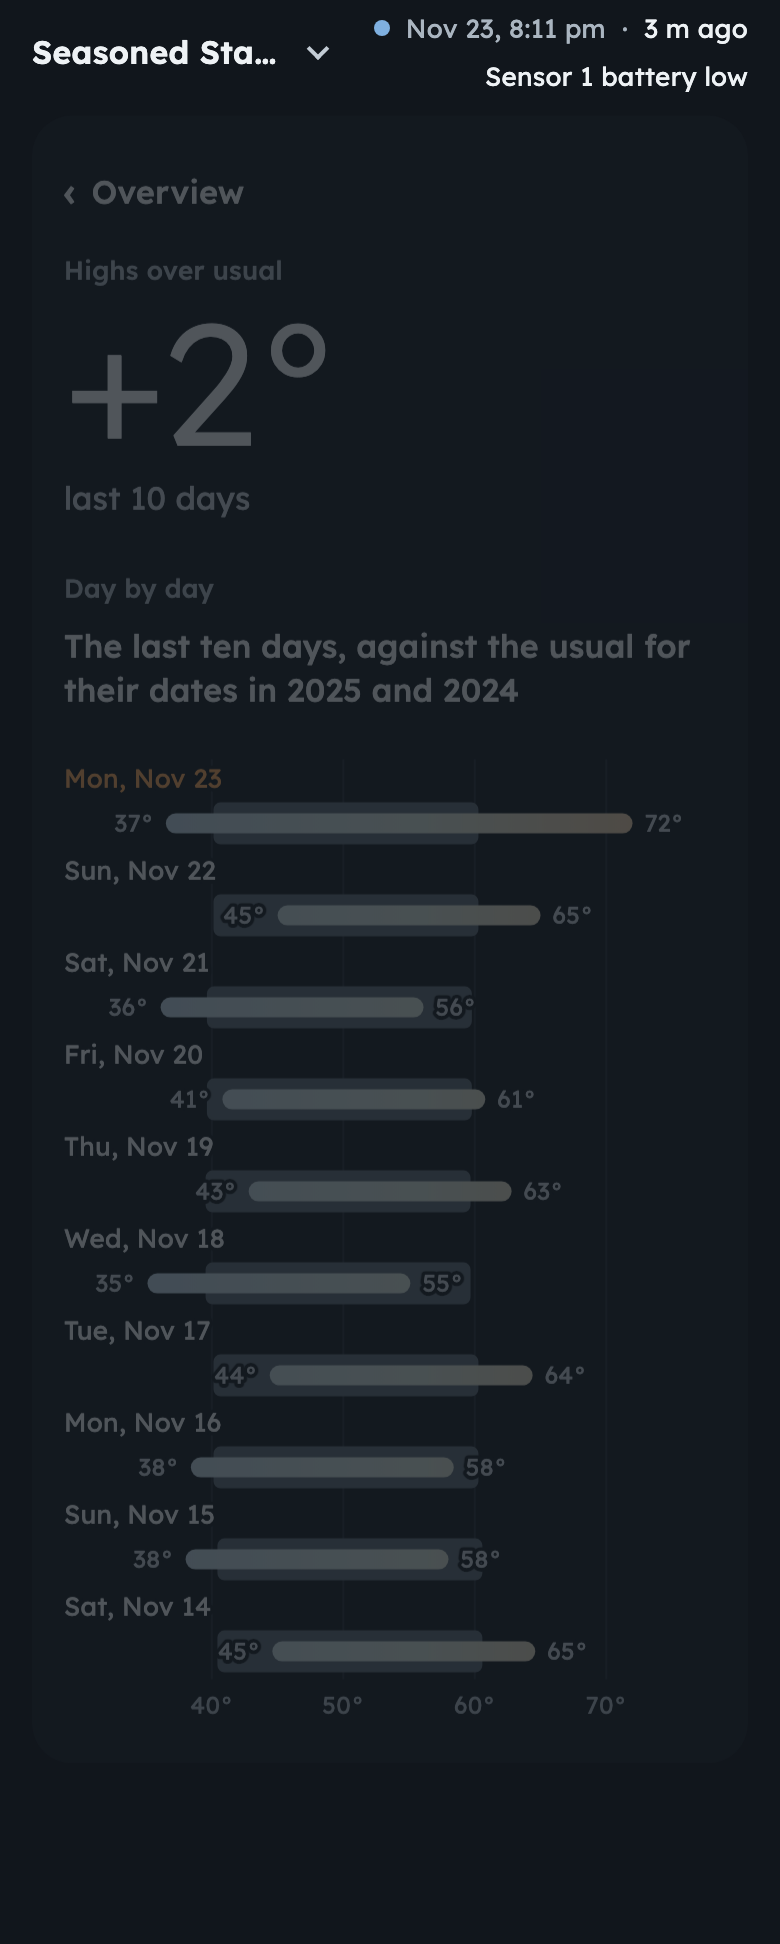 Seasoned Sta...
Nov 23, 8:11 pm · 3 m ago
Sensor 1 battery low
‹ Overview
Highs over usual
+2°
last 10 days
Day by day
The last ten days, against the usual for
their dates in 2025 and 2024
Mon, Nov 23
37° 72°
Sun, Nov 22
45° 65°
Sat, Nov 21
36° 56°
Fri, Nov 20
41° 61°
Thu, Nov 19
43° 63°
Wed, Nov 18
35° 55°
Tue, Nov 17
44° 64°
Mon, Nov 16
38° 58°
Sun, Nov 15
38° 58°
Sat, Nov 14
45° 65°
40° 50° 60° 70°